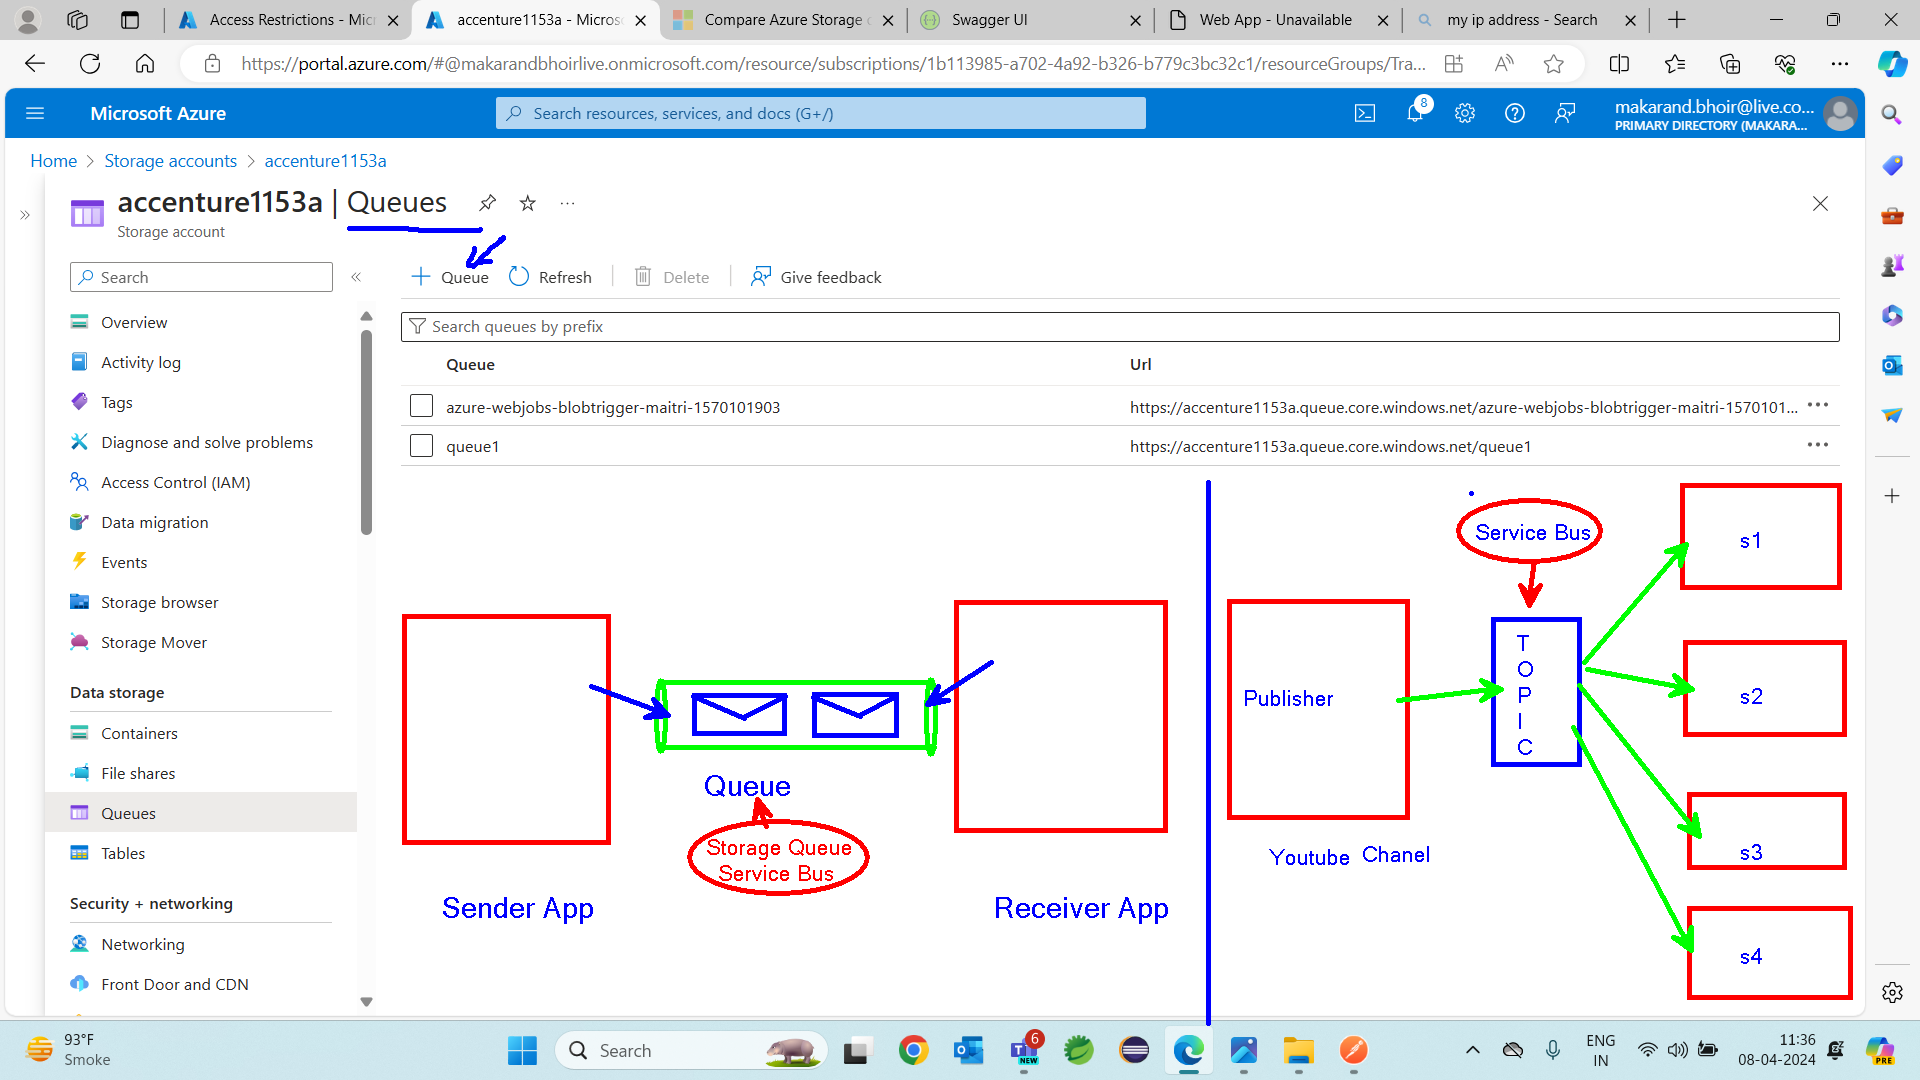 Access Restrictions - Mic
accenture1153a - Microso
Compare Azure Storage
Swagger UI
Web App - Unavailable
my ip address - Search
https://portal.azure.com/#@makarandbhoirlive.onmicrosoft.com/resource/subscriptions/1b113985-a702-4a92-b326-b779c3bc32c1/resourceGroups/Tra...
Microsoft Azure
Search resources, services, and docs (G+/)
8
makarand.bhoir@live.co...
PRIMARY DIRECTORY (MAKARA...
Home > Storage accounts > accenture1153a
accenture1153a | Queues
Storage account
Search
Queue
Refresh
Delete
Give feedback
Search queues by prefix
Queue
Url
azure-webjobs-blobtrigger-maitri-1570101903
https://accenture1153a.queue.core.windows.net/azure-webjobs-blobtrigger-maitri-1570101...
queue1
https://accenture1153a.queue.core.windows.net/queue1
Overview
Activity log
Tags
Diagnose and solve problems
Access Control (IAM)
Data migration
Events
Storage browser
Storage Mover
Data storage
Containers
File shares
Queues
Tables
Security + networking
Networking
Front Door and CDN
Queue
Storage Queue
Service Bus
Sender App
Receiver App
Service Bus
Publisher
T
O
P
I
C
Youtube Chanel
s1
s2
s3
s4
93°F
Smoke
Search
6
NEW
ENG
IN
11:36
08-04-2024
PRE